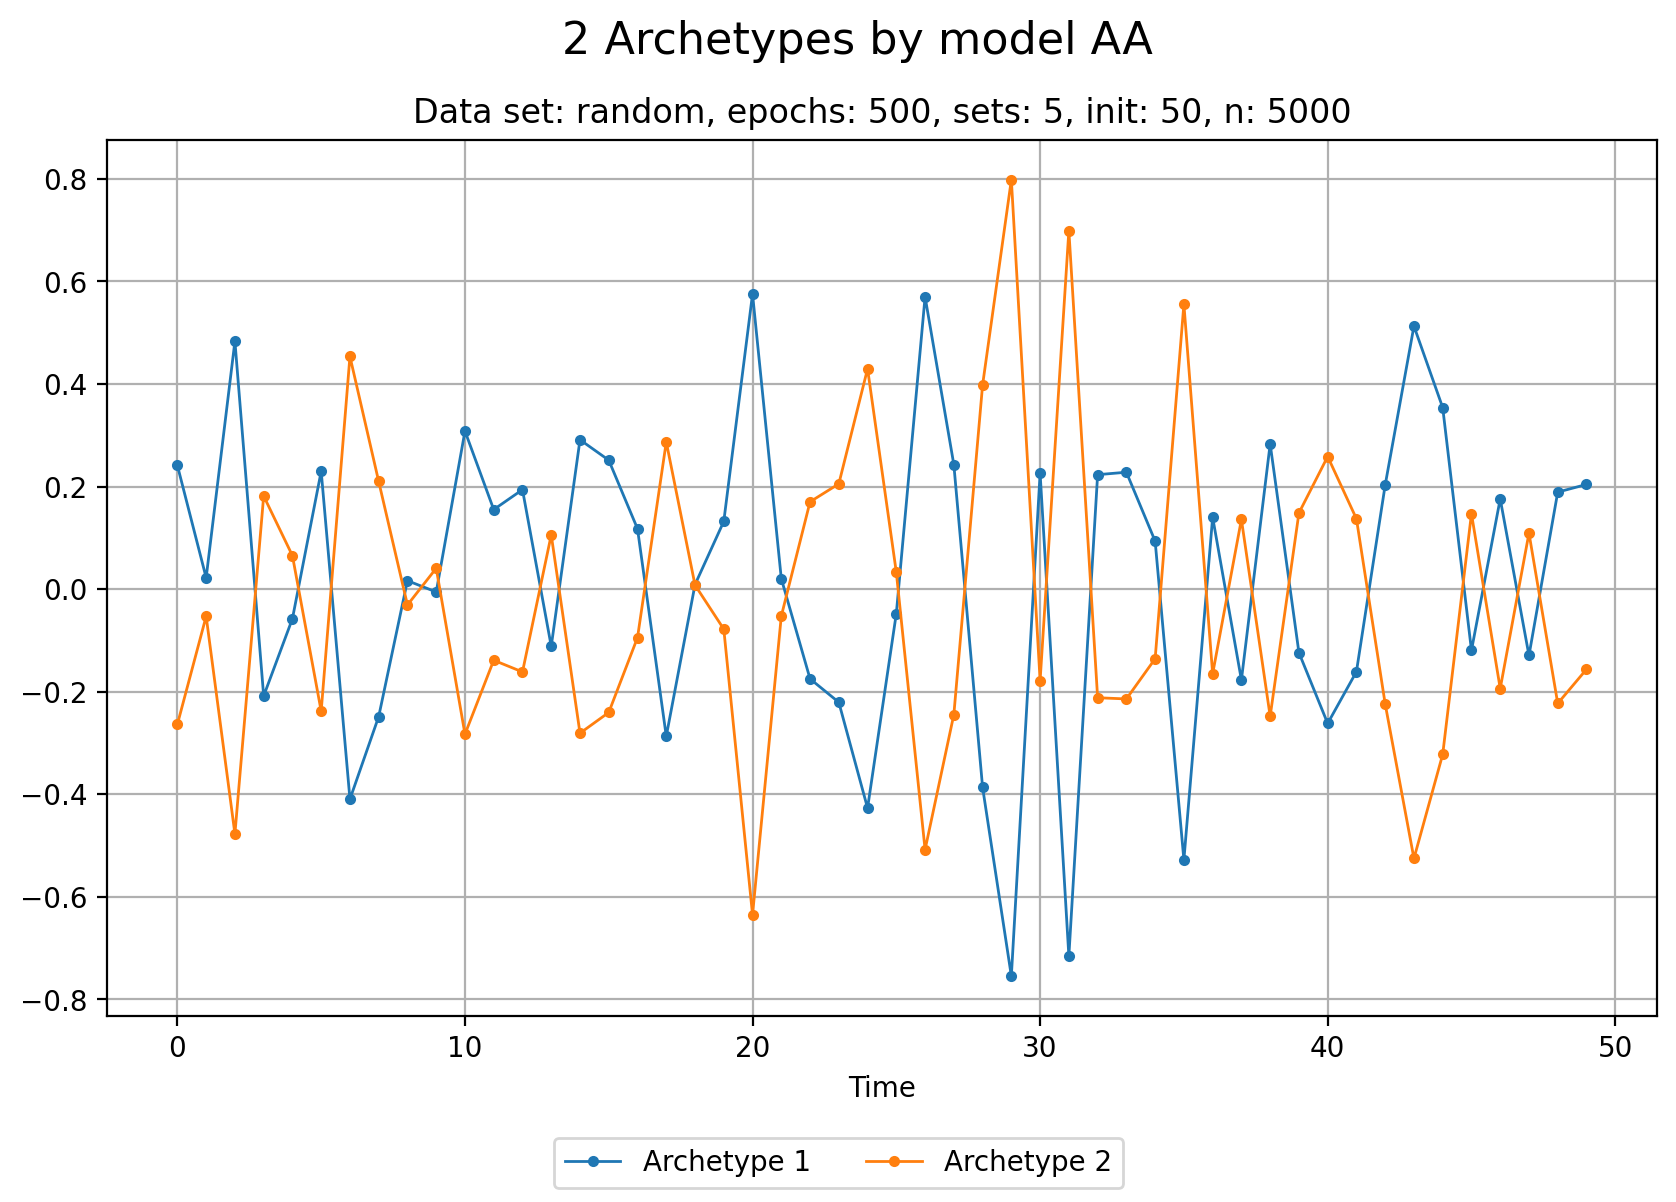 2 Archetypes by model AA
Data set: random, epochs: 500, sets: 5, init: 50, n: 5000
0.8
0.6
0.4
0.2
0.0
−0.2
−0.4
−0.6
−0.8
0 10 20 30 40 50
Time
Archetype 1 Archetype 2